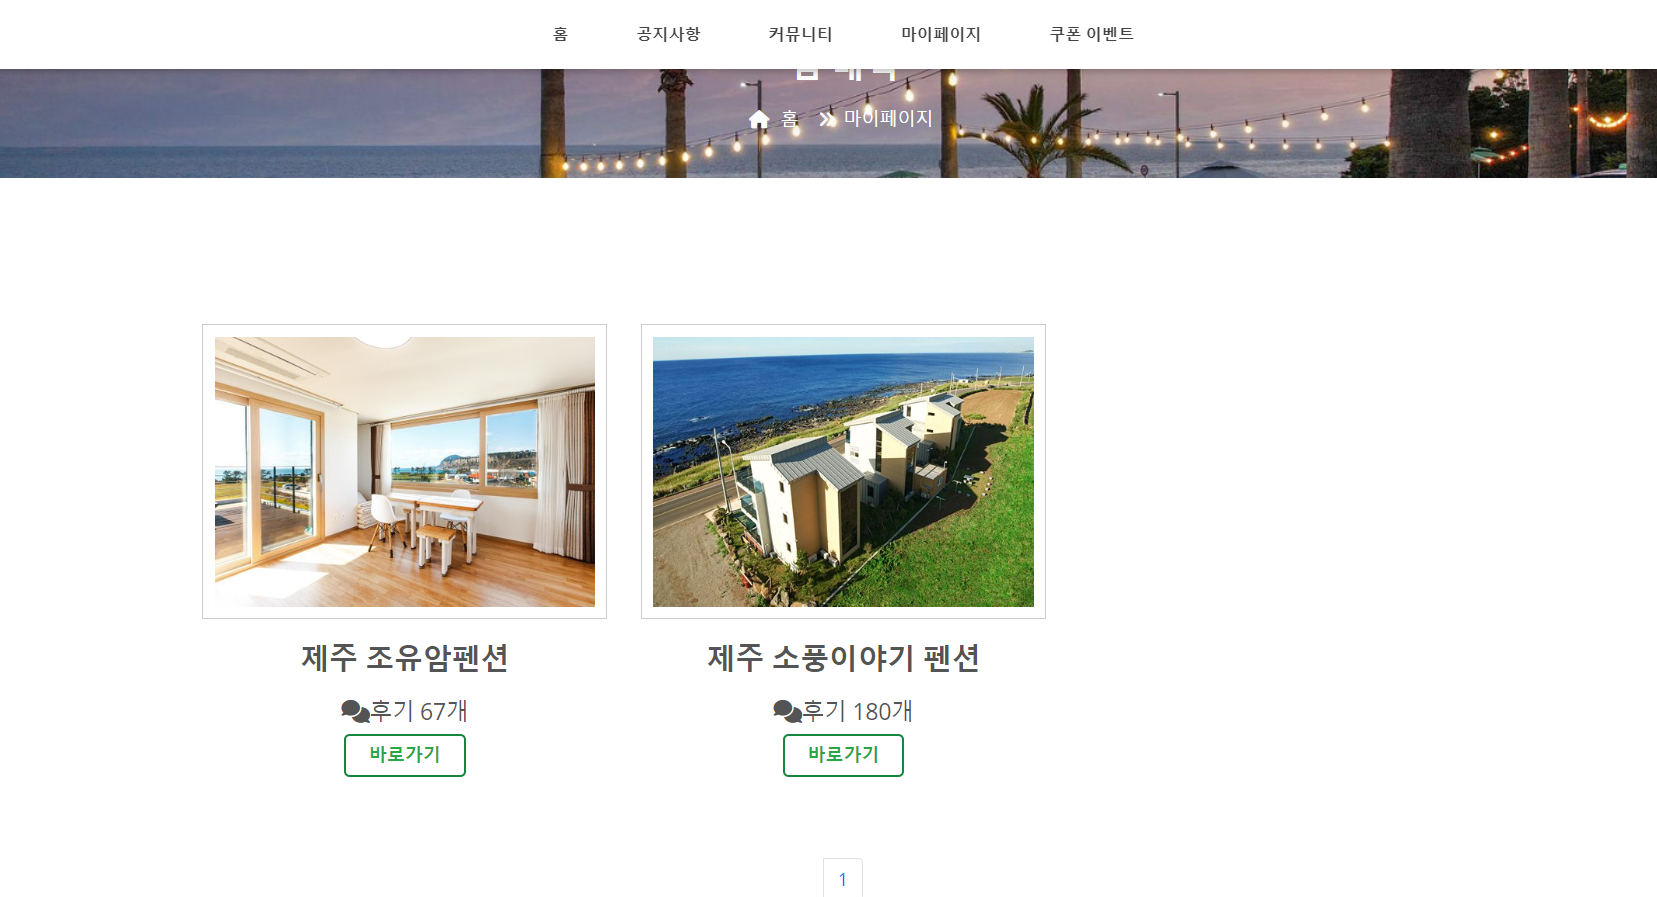 홈 공지사항 커뮤니티 마이페이지 쿠폰 이벤트
홈 마이페이지
제주 조유암펜션
후기 67개
바로가기
제주 소풍이야기 펜션
후기 180개
바로가기
1